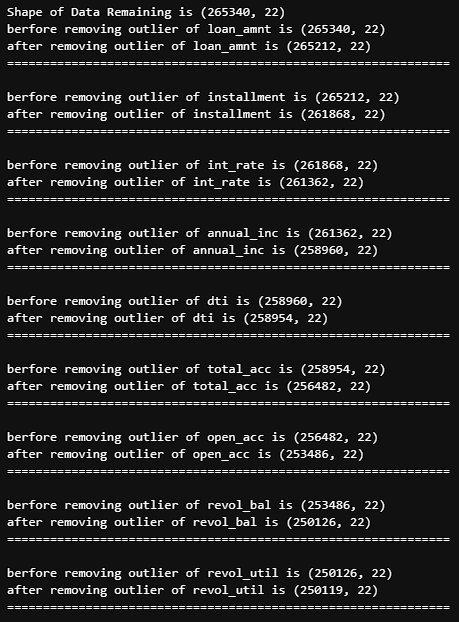 Shape of Data Remaining is (265340, 22)
berfore removing outlier of loan_amnt is (265340, 22)
after removing outlier of loan_amnt is (265212, 22)
==============================================================
berfore removing outlier of installment is (265212, 22)
after removing outlier of installment is (261868, 22)
==============================================================
berfore removing outlier of int_rate is (261868, 22)
after removing outlier of int_rate is (261362, 22)
==============================================================
berfore removing outlier of annual_inc is (261362, 22)
after removing outlier of annual_inc is (258960, 22)
==============================================================
berfore removing outlier of dti is (258960, 22)
after removing outlier of dti is (258954, 22)
==============================================================
berfore removing outlier of total_acc is (258954, 22)
after removing outlier of total_acc is (256482, 22)
==============================================================
berfore removing outlier of open_acc is (256482, 22)
after removing outlier of open_acc is (253486, 22)
==============================================================
berfore removing outlier of revol_bal is (253486, 22)
after removing outlier of revol_bal is (250126, 22)
==============================================================
berfore removing outlier of revol_util is (250126, 22)
after removing outlier of revol_util is (250119, 22)
==============================================================